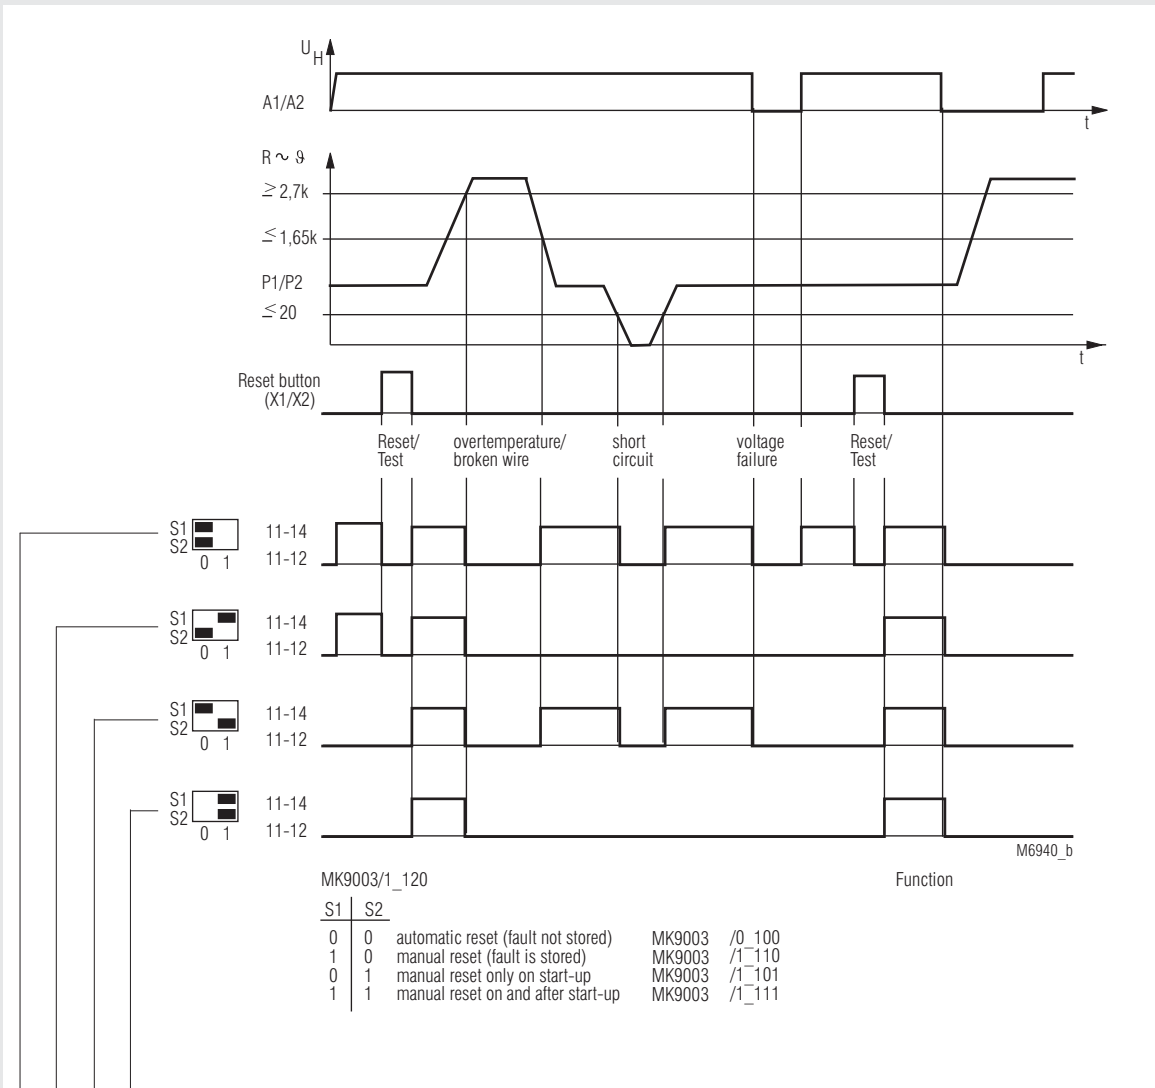 U H
A1/A2
t
R ~ ϑ
≥ 2,7k
≤ 1,65k
P1/P2
≤ 20
t
Reset button
(X1/X2)
Reset/ overtemperature/ short voltage Reset/
Test broken wire circuit failure Test
S1 11-14
S2 11-12
0 1
S1 11-14
S2 11-12
0 1
S1 11-14
S2 11-12
0 1
S1 11-14
S2 11-12
0 1
M6940_b
MK9003/1_120 Function
S1 S2
0 0 automatic reset (fault not stored) MK9003 /0_100
1 0 manual reset (fault is stored) MK9003 /1_110
0 1 manual reset only on start-up MK9003 /1_101
1 1 manual reset on and after start-up MK9003 /1_111